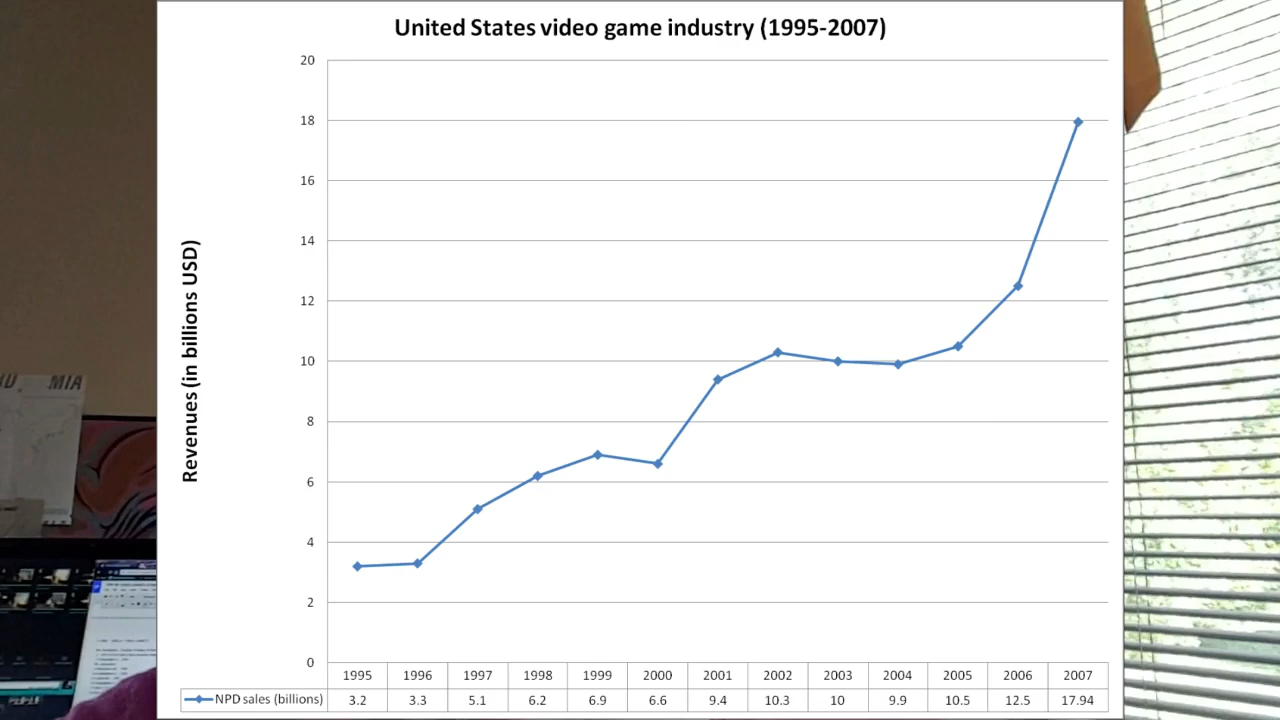 United States video game industry (1995-2007)
Revenues (in billions USD)
20
18
16
14
12
10
8
6
4
2
0
1995 1996 1997 1998 1999 2000 2001 2002 2003 2004 2005 2006 2007
NPD sales (billions) 3.2 3.3 5.1 6.2 6.9 6.6 9.4 10.3 10 9.9 10.5 12.5 17.94
MIA